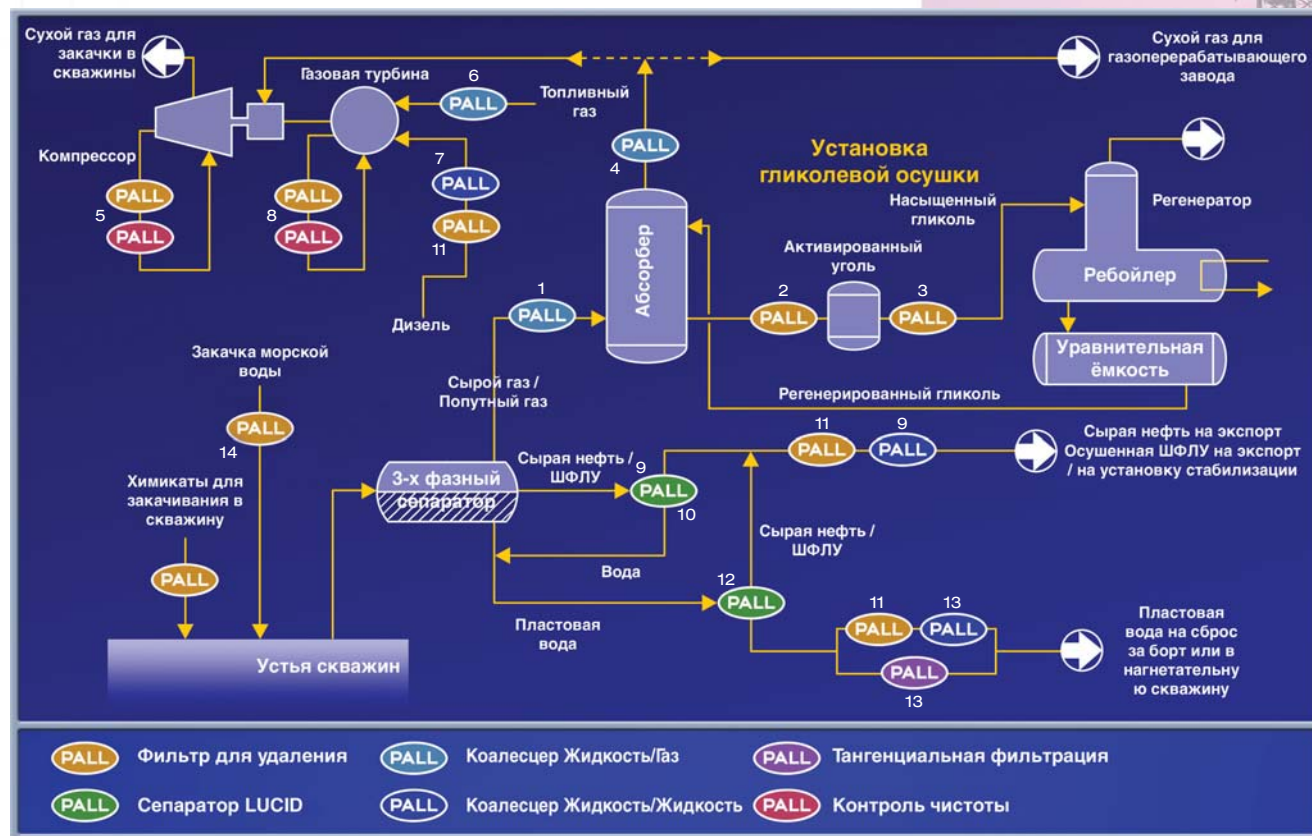 Сухой газ для
закачки в
скважины
Газовая турбина
6
PALL
Топливный
газ
Сухой газ для
газоперерабатывающего
завода
Компрессор
7
PALL
4
PALL
Установка
гликолевой осушки
Насыщенный
гликоль
Регенератор
5
PALL
PALL
8
PALL
PALL
PALL
11
Дизель
1
PALL
Абсорбер
Активированный
уголь
2
PALL
3
PALL
Ребойлер
Уравнительная
ёмкость
Регенерированный гликоль
Закачка морской
воды
PALL
14
Сырой газ /
Попутный газ
Химикаты для
закачивания в
скважину
PALL
3-х фазный
сепаратор
Сырая нефть /
ШФЛУ
9
PALL
10
11
PALL
9
PALL
Сырая нефть на экспорт
Осушенная ШФЛУ на экспорт
/ на установку стабилизации
Сырая нефть /
ШФЛУ
Вода
12
PALL
Пластовая
вода
11
PALL
13
PALL
PALL
13
Пластовая
вода на сброс
за борт или в
нагнетательну
ю скважину
Устья скважин
PALL Фильтр для удаления
PALL Коалесцер Жидкость/Газ
PALL Тангенциальная фильтрация
PALL Сепаратор LUCID
PALL Коалесцер Жидкость/Жидкость
PALL Контроль чистоты